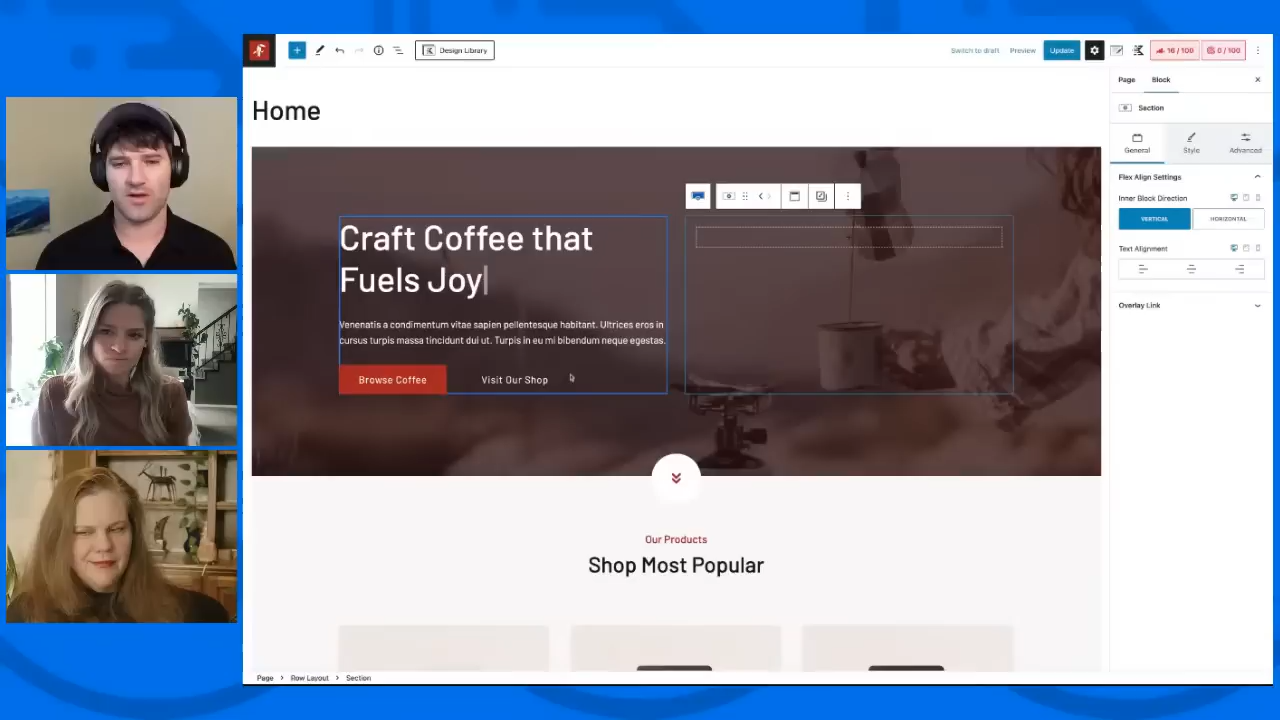 Design Library
Switch to draft
Preview
Update
16 / 100
0 / 100
Page
Block
Home
Section
General
Style
Advanced
Flex Align Settings
Inner Block Direction
VERTICAL
HORIZONTAL
Text Alignment
Overlay Link
Craft Coffee that
Fuels Joy
Venenatis a condimentum vitae sapien pellentesque habitant. Ultrices eros in
cursus turpis massa tincidunt dui ut. Turpis in eu mi bibendum neque egestas.
Browse Coffee
Visit Our Shop
Our Products
Shop Most Popular
Page > Row Layout > Section